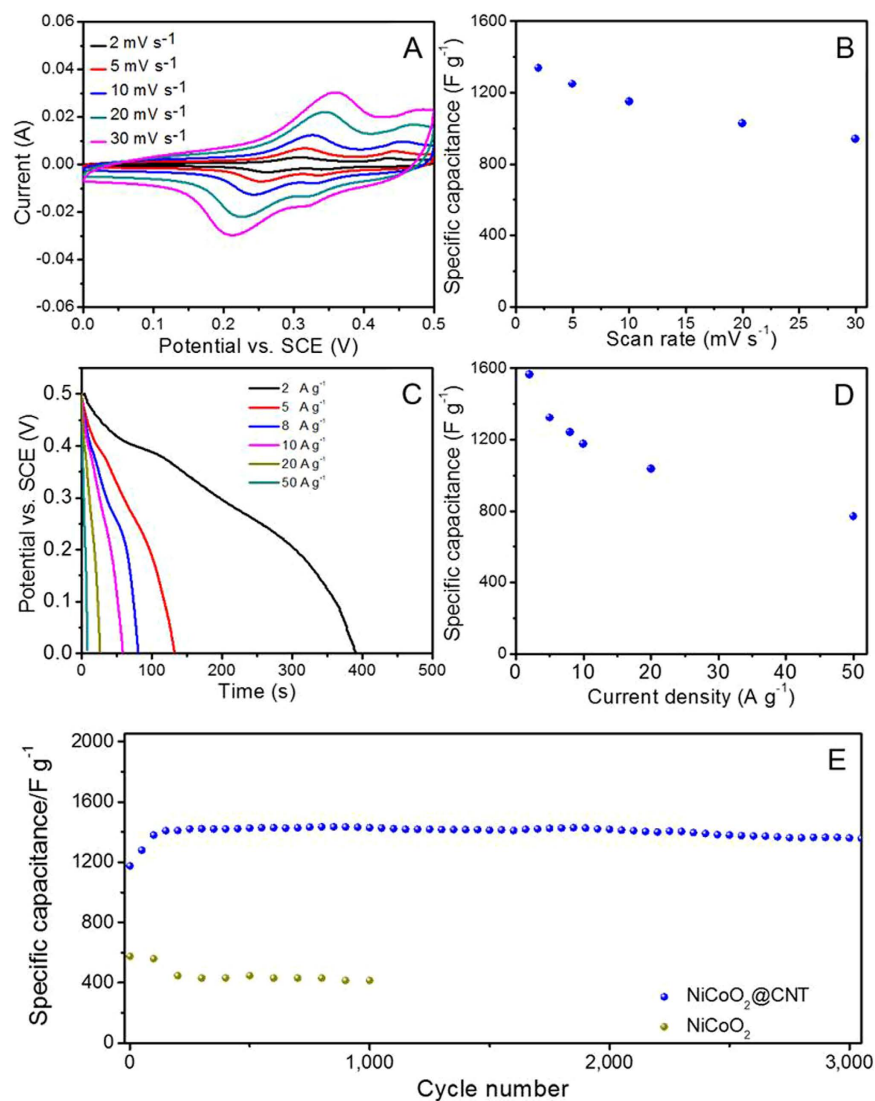 A
2 mV s⁻¹
5 mV s⁻¹
10 mV s⁻¹
20 mV s⁻¹
30 mV s⁻¹
0.06
0.04
0.02
0.00
-0.02
-0.04
-0.06
Current (A)
0.0 0.1 0.2 0.3 0.4 0.5
Potential vs. SCE (V)
B
1600
1200
800
400
0
Specific capacitance (F g⁻¹)
0 5 10 15 20 25 30
Scan rate (mV s⁻¹)
C
2 A g⁻¹
5 A g⁻¹
8 A g⁻¹
10 A g⁻¹
20 A g⁻¹
50 A g⁻¹
0.5
0.4
0.3
0.2
0.1
0.0
Potential vs. SCE (V)
0 100 200 300 400 500
Time (s)
D
1600
1200
800
400
0
Specific capacitance (F g⁻¹)
0 10 20 30 40 50
Current density (A g⁻¹)
E
2000
1600
1200
800
400
0
Specific capacitance/F g⁻¹
NiCoO₂@CNT
NiCoO₂
0 1,000 2,000 3,000
Cycle number